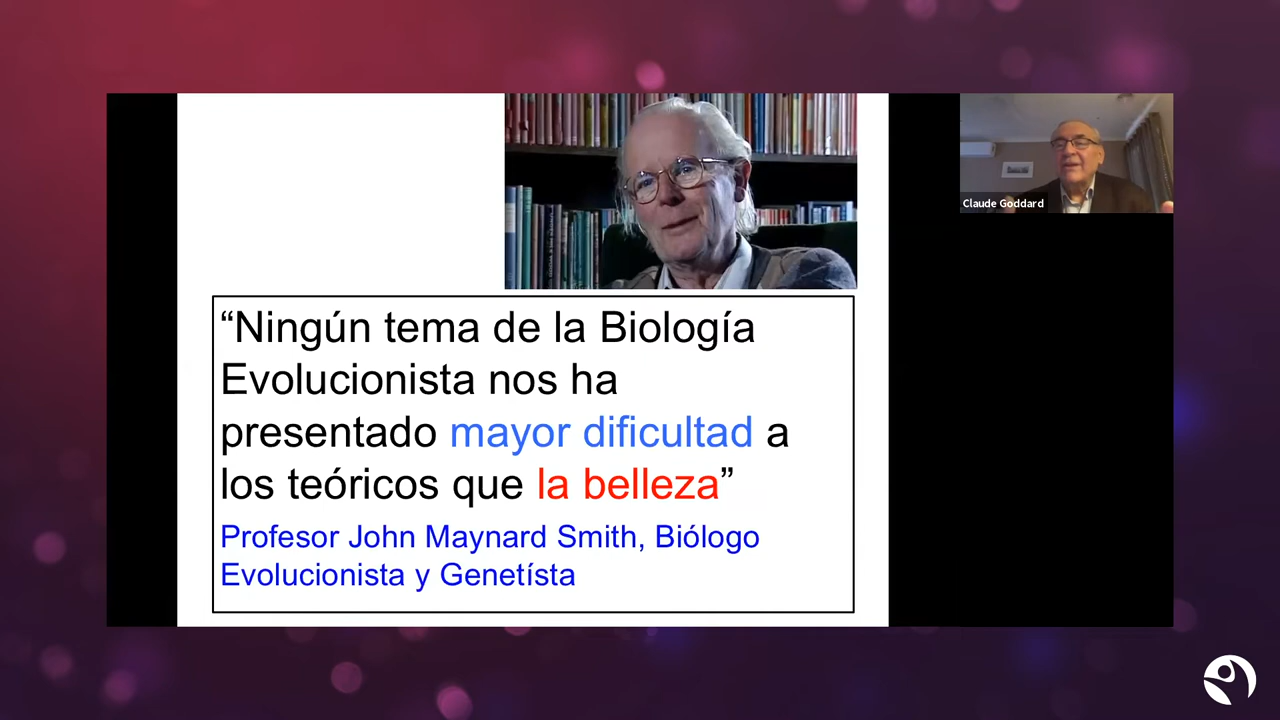 Claude Goddard
“Ningún tema de la Biología
Evolucionista nos ha
presentado mayor dificultad a
los teóricos que la belleza”
Profesor John Maynard Smith, Biólogo
Evolucionista y Genetísta